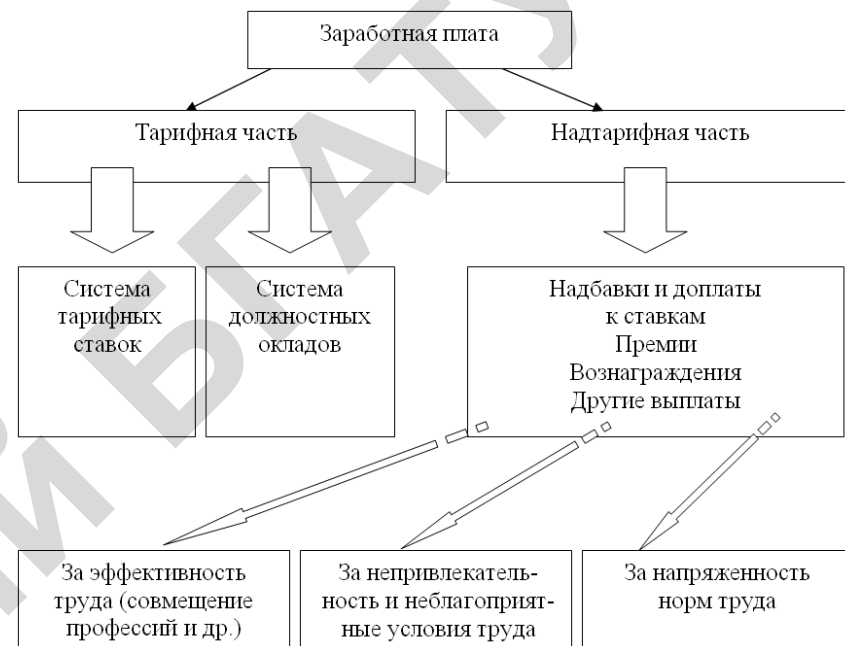 Заработная плата
Тарифная часть
Надтарифная часть
Система
тарифных
ставок
Система
должностных
окладов
Надбавки и доплаты
к ставкам
Премии
Вознаграждения
Другие выплаты
За эффективность
труда (совмещение
профессий и др.)
За непривлекатель-
ность и неблагоприят-
ные условия труда
За напряженность
норм труда
БГАТУ